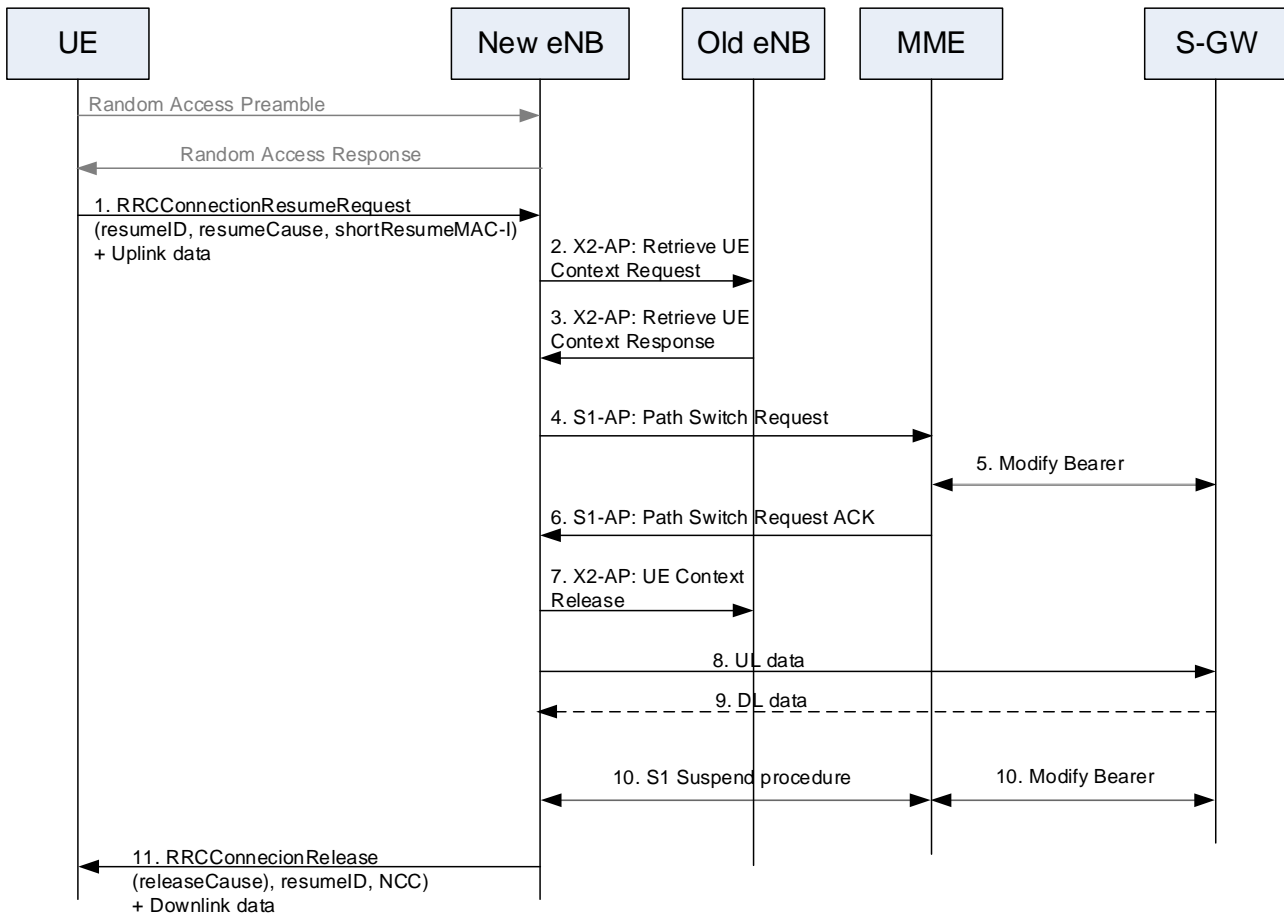 UE
New eNB
Old eNB
MME
S-GW
Random Access Preamble
Random Access Response
1. RRCConnectionResumeRequest
(resumeID, resumeCause, shortResumeMAC-I)
+ Uplink data
2. X2-AP: Retrieve UE
Context Request
3. X2-AP: Retrieve UE
Context Response
4. S1-AP: Path Switch Request
5. Modify Bearer
6. S1-AP: Path Switch Request ACK
7. X2-AP: UE Context
Release
8. UL data
9. DL data
10. S1 Suspend procedure
10. Modify Bearer
11. RRCConnecionRelease
(releaseCause), resumeID, NCC)
+ Downlink data